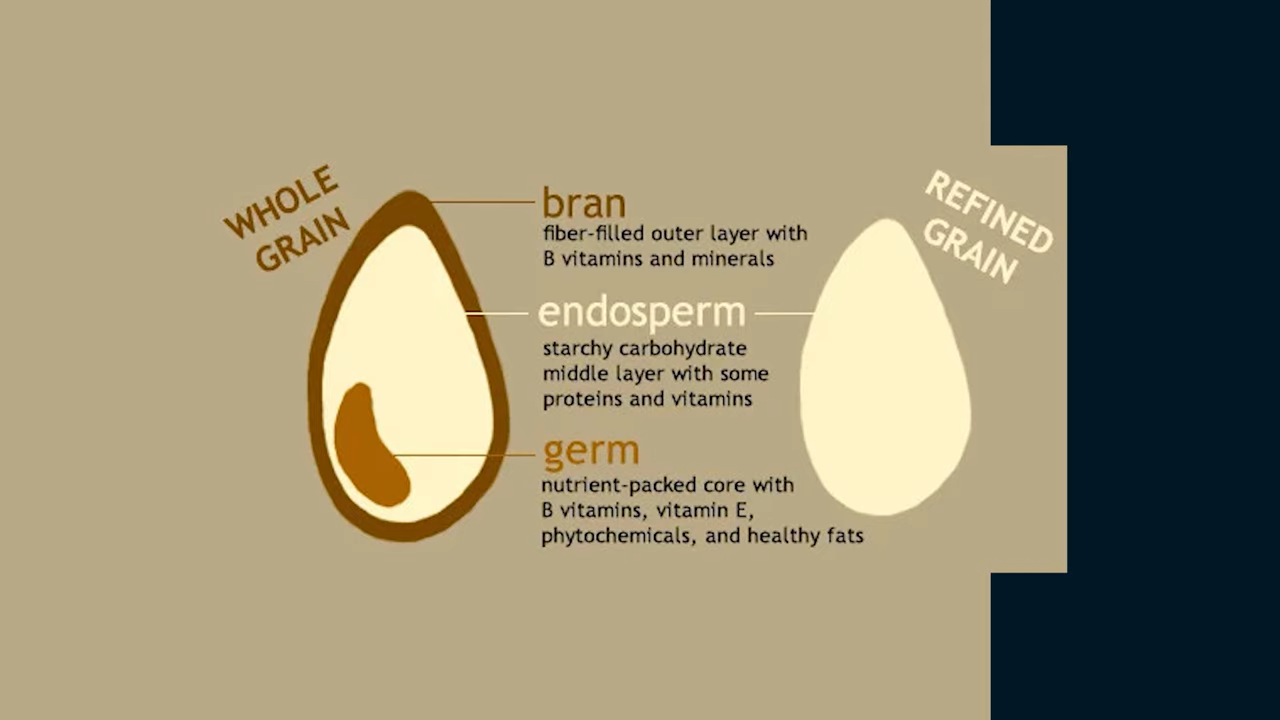 WHOLE
GRAIN
bran
fiber-filled outer layer with
B vitamins and minerals
endosperm
starchy carbohydrate
middle layer with some
proteins and vitamins
germ
nutrient-packed core with
B vitamins, vitamin E,
phytochemicals, and healthy fats
REFINED
GRAIN